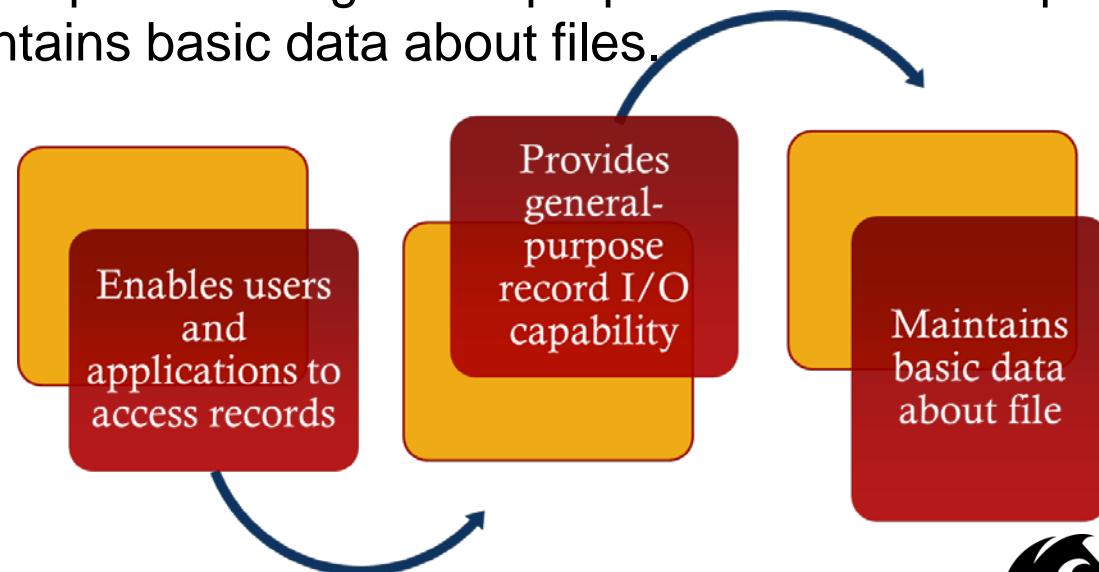 ntains basic data about files.
Enables users
and
applications to
access records
Provides
general-
purpose
record I/O
capability
Maintains
basic data
about file